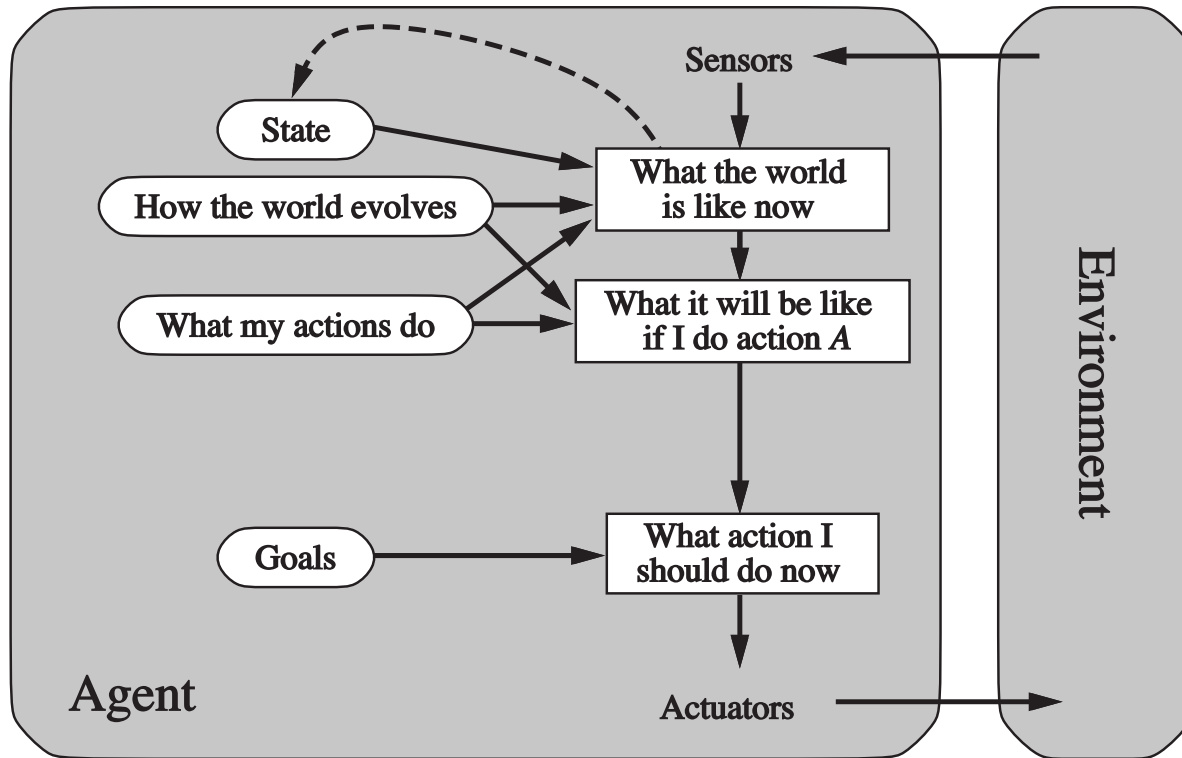 Sensors
State
What the world
is like now
How the world evolves
What it will be like
if I do action A
What my actions do
Environment
What action I
should do now
Goals
Agent
Actuators